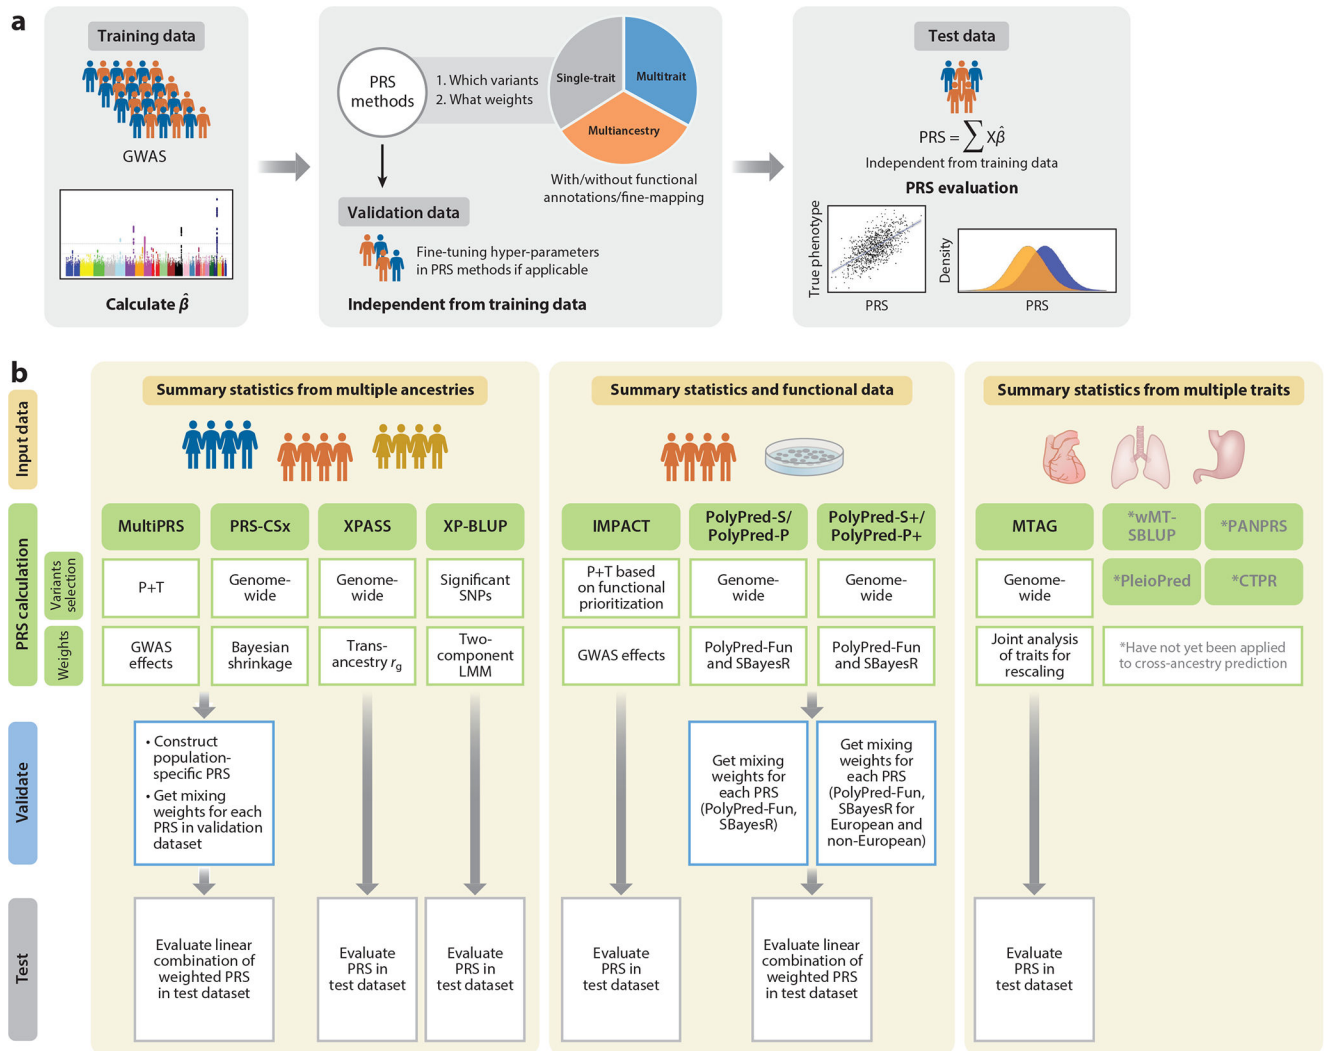 a
Training data
GWAS
Calculate β̂
PRS
methods
1. Which variants
2. What weights
Single-trait
Multitrait
Multiancestry
With/without functional
annotations/fine-mapping
Validation data
Fine-tuning hyper-parameters
in PRS methods if applicable
Independent from training data
Test data
PRS = ∑ Xβ̂
Independent from training data
PRS evaluation
True phenotype
PRS
Density
PRS
b
Input data
Summary statistics from multiple ancestries
Summary statistics and functional data
Summary statistics from multiple traits
PRS calculation
Variants
selection
Weights
MultiPRS
P+T
GWAS
effects
PRS-CSx
Genome-
wide
Bayesian
shrinkage
XPASS
Genome-
wide
Trans-
ancestry rg
XP-BLUP
Significant
SNPs
Two-
component
LMM
IMPACT
P+T based
on functional
prioritization
GWAS effects
PolyPred-S/
PolyPred-P
Genome-
wide
PolyPred-Fun
and SBayesR
PolyPred-S+/
PolyPred-P+
Genome-
wide
PolyPred-Fun
and SBayesR
MTAG
Genome-
wide
Joint analysis
of traits for
rescaling
*wMT-
SBLUP
*PANPRS
*PleioPred
*CTPR
*Have not yet been applied
to cross-ancestry prediction
Validate
• Construct
population-
specific PRS
• Get mixing
weights for each
PRS in validation
dataset
Get mixing
weights for
each PRS
(PolyPred-Fun,
SBayesR)
Get mixing
weights for
each PRS
(PolyPred-Fun,
SBayesR for
European and
non-European)
Test
Evaluate linear
combination of
weighted PRS
in test dataset
Evaluate
PRS in
test dataset
Evaluate
PRS in
test dataset
Evaluate
PRS in
test dataset
Evaluate linear
combination of
weighted PRS
in test dataset
Evaluate
PRS in
test dataset